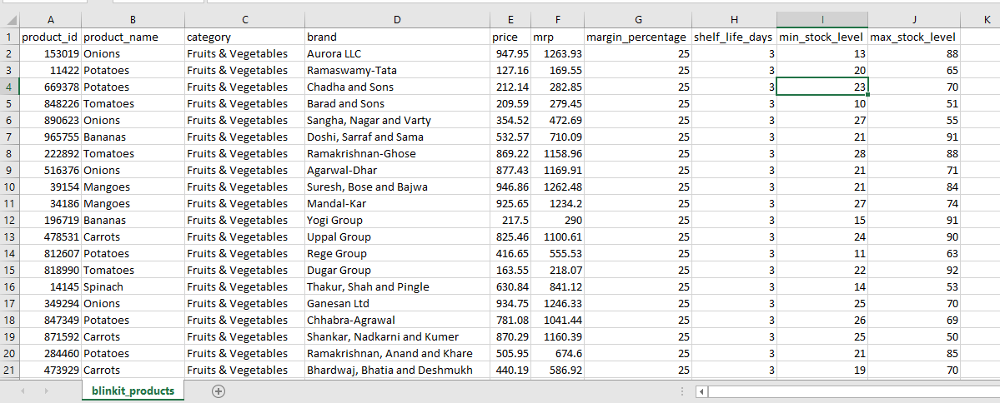 A B C D E F G H I J K
1 product_id product_name category brand price mrp margin_percentage shelf_life_days min_stock_level max_stock_level
2 153019 Onions Fruits & Vegetables Aurora LLC 947.95 1263.93 25 3 13 88
3 11422 Potatoes Fruits & Vegetables Ramaswamy-Tata 127.16 169.55 25 3 20 65
4 669378 Potatoes Fruits & Vegetables Chadha and Sons 212.14 282.85 25 3 23 70
5 848226 Tomatoes Fruits & Vegetables Barad and Sons 209.59 279.45 25 3 10 51
6 890623 Onions Fruits & Vegetables Sangha, Nagar and Varty 354.52 472.69 25 3 27 55
7 965755 Bananas Fruits & Vegetables Doshi, Sarraf and Sama 532.57 710.09 25 3 21 91
8 222892 Tomatoes Fruits & Vegetables Ramakrishnan-Ghose 869.22 1158.96 25 3 28 88
9 516376 Onions Fruits & Vegetables Agarwal-Dhar 877.43 1169.91 25 3 21 71
10 39154 Mangoes Fruits & Vegetables Suresh, Bose and Bajwa 946.86 1262.48 25 3 21 84
11 34186 Mangoes Fruits & Vegetables Mandal-Kar 925.65 1234.2 25 3 27 74
12 196719 Bananas Fruits & Vegetables Yogi Group 217.5 290 25 3 15 91
13 478531 Carrots Fruits & Vegetables Uppal Group 825.46 1100.61 25 3 24 90
14 812607 Potatoes Fruits & Vegetables Rege Group 416.65 555.53 25 3 11 63
15 818990 Tomatoes Fruits & Vegetables Dugar Group 163.55 218.07 25 3 22 92
16 14145 Spinach Fruits & Vegetables Thakur, Shah and Pingle 630.84 841.12 25 3 14 53
17 349294 Onions Fruits & Vegetables Ganesan Ltd 934.75 1246.33 25 3 25 70
18 847349 Potatoes Fruits & Vegetables Chhabra-Agrawal 781.08 1041.44 25 3 26 69
19 871592 Carrots Fruits & Vegetables Shankar, Nadkarni and Kumer 870.29 1160.39 25 3 25 50
20 284460 Potatoes Fruits & Vegetables Ramakrishnan, Anand and Khare 505.95 674.6 25 3 21 85
21 473929 Carrots Fruits & Vegetables Bhardwaj, Bhatia and Deshmukh 440.19 586.92 25 3 19 70
blinkit_products